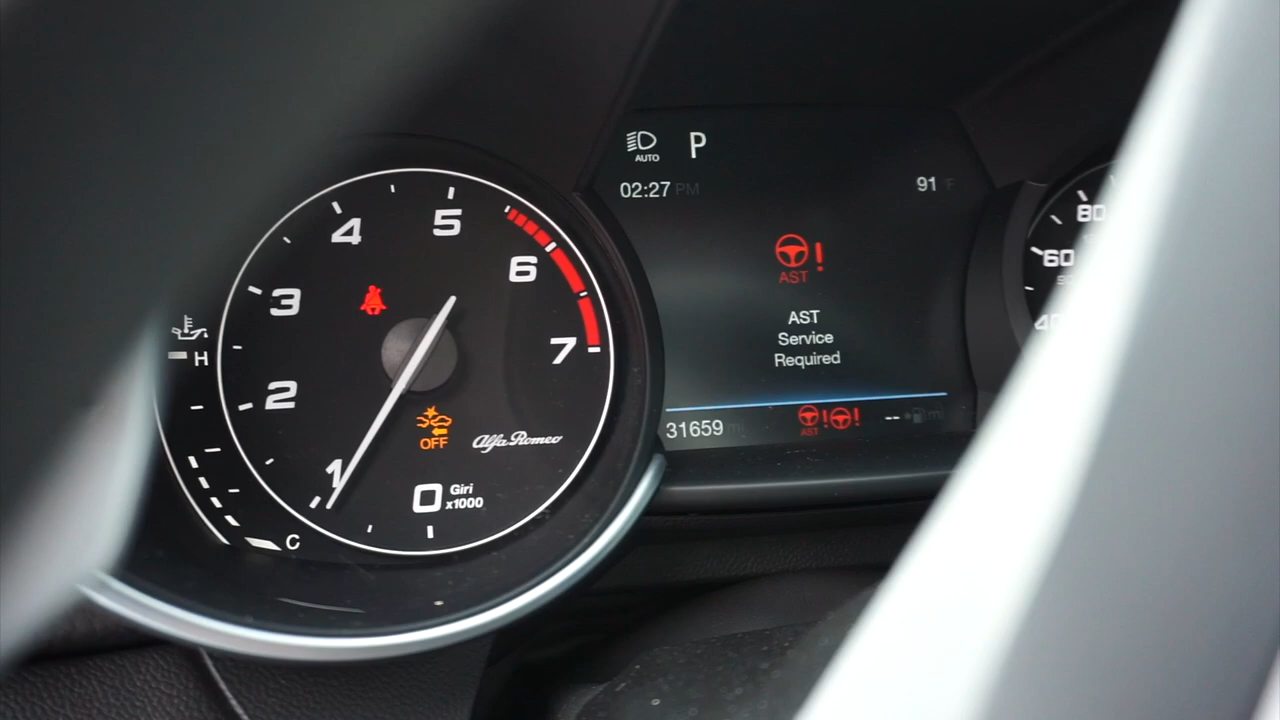 4
5
3
6
7
2
H
OFF
Alfa Romeo
1
0
Giri
x1000
C
AUTO
P
02:27 PM
91 F
AST
AST
Service
Required
31659 mi
AST
--
80
60
40